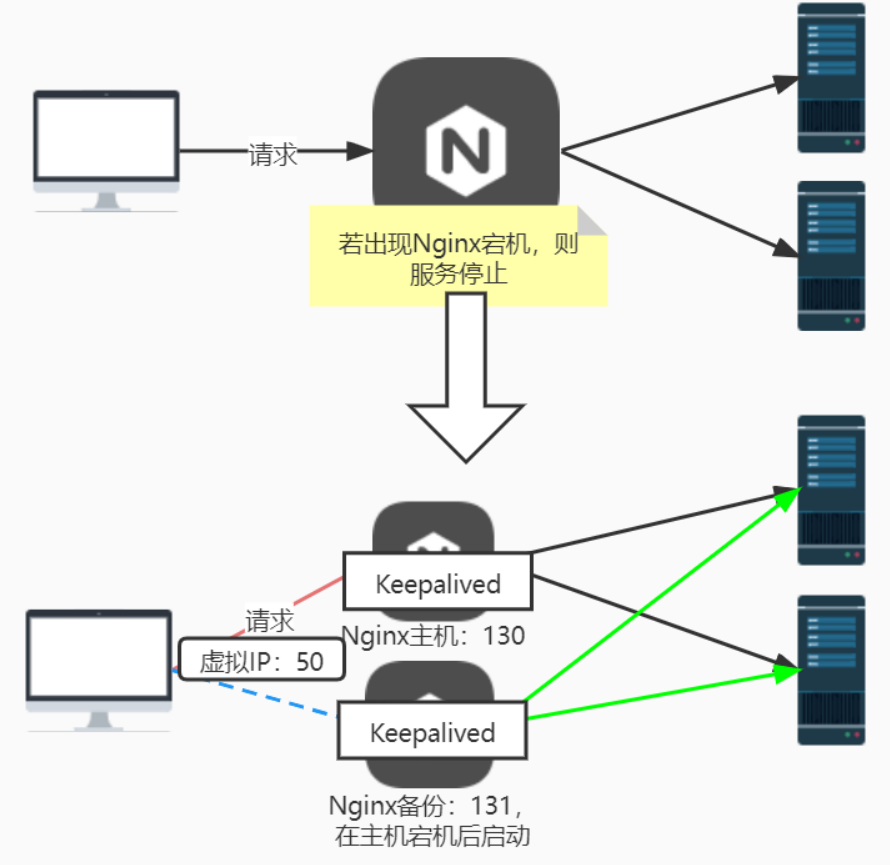 请求
N
若出现Nginx宕机，则
服务停止
Keepalived
请求
Nginx主机：130
虚拟IP：50
Keepalived
Nginx备份：131，
在主机宕机后启动